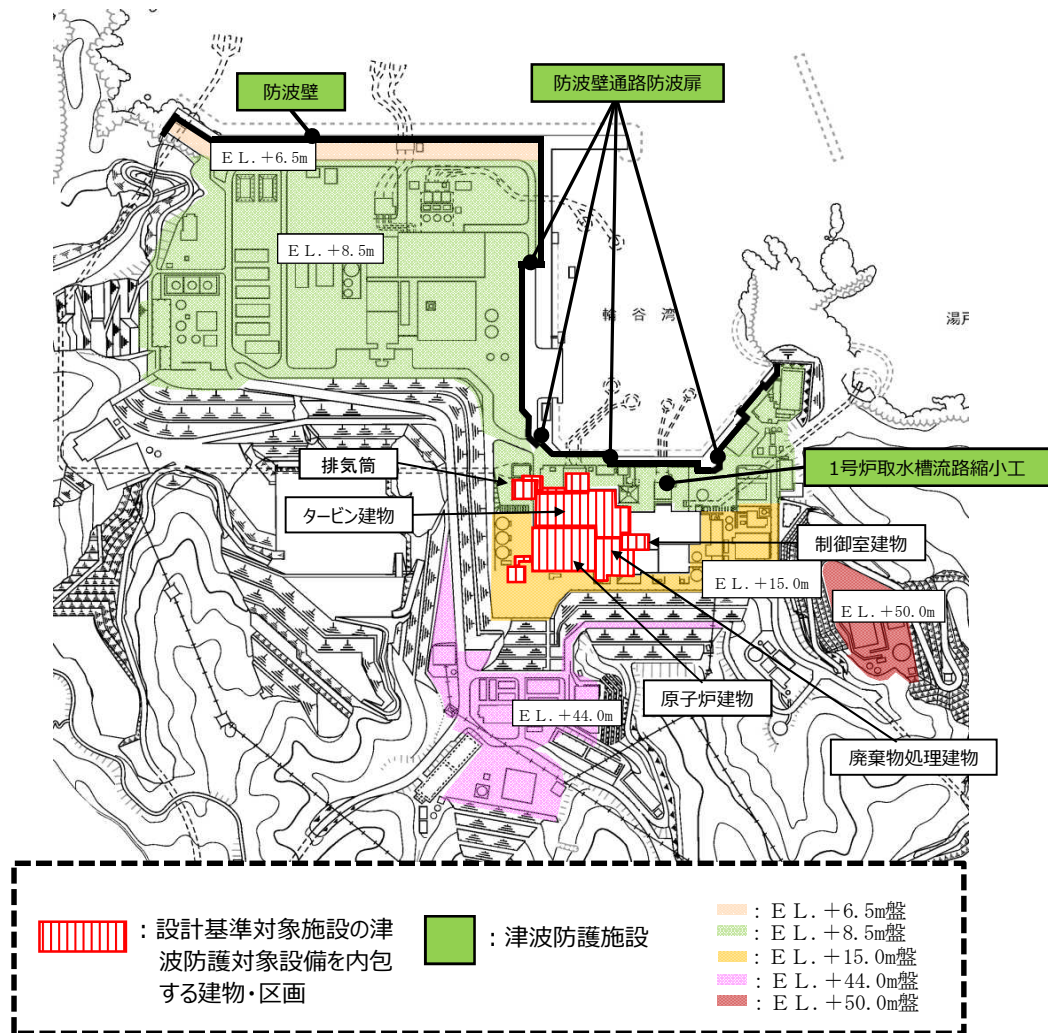 防波壁
防波壁通路防波扉
ＥＬ.＋6.5m
ＥＬ.＋8.5m
輪谷湾
湯戸
排気筒
1号炉取水槽流路縮小工
タービン建物
制御室建物
ＥＬ.＋15.0m
ＥＬ.＋50.0m
原子炉建物
ＥＬ.＋44.0m
廃棄物処理建物
：設計基準対象施設の津
波防護対象設備を内包
する建物・区画
：津波防護施設
：ＥＬ.＋6.5m盤
：ＥＬ.＋8.5m盤
：ＥＬ.＋15.0m盤
：ＥＬ.＋44.0m盤
：ＥＬ.＋50.0m盤